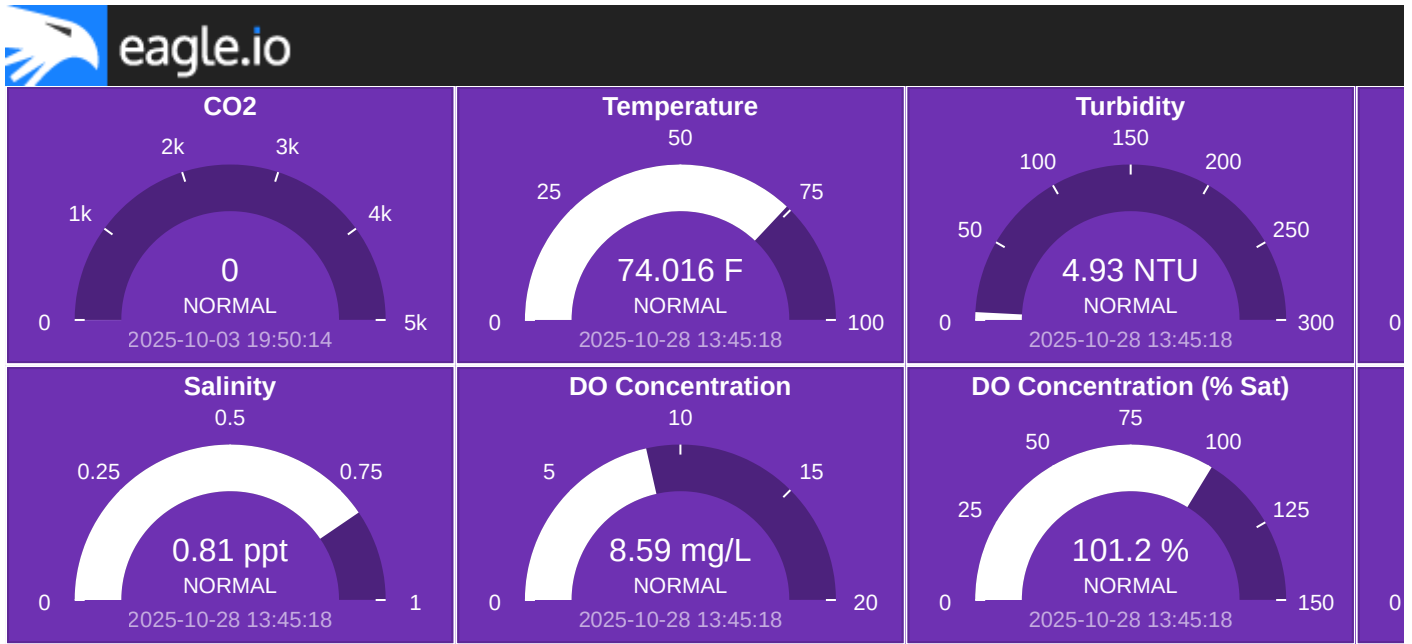 eagle.io
CO2
2k
3k
1k
4k
0
NORMAL
0
5k
2025-10-03 19:50:14
Temperature
50
25
75
74.016 F
NORMAL
0
100
2025-10-28 13:45:18
Turbidity
150
100
200
50
250
4.93 NTU
NORMAL
0
300
2025-10-28 13:45:18
0
Salinity
0.5
0.25
0.75
0.81 ppt
NORMAL
0
1
2025-10-28 13:45:18
DO Concentration
10
5
15
8.59 mg/L
NORMAL
0
20
2025-10-28 13:45:18
DO Concentration (% Sat)
75
50
100
25
125
101.2 %
NORMAL
0
150
2025-10-28 13:45:18
0